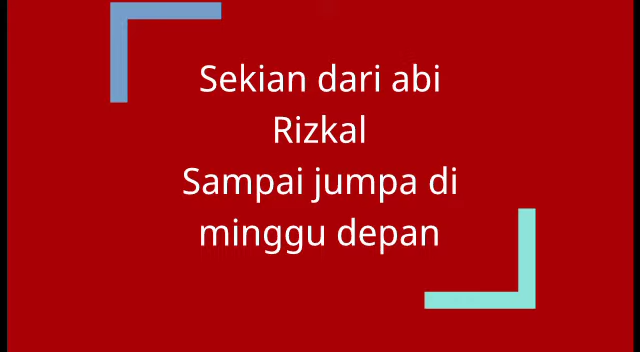 Sekian dari abi
Rizkal
Sampai jumpa di
minggu depan